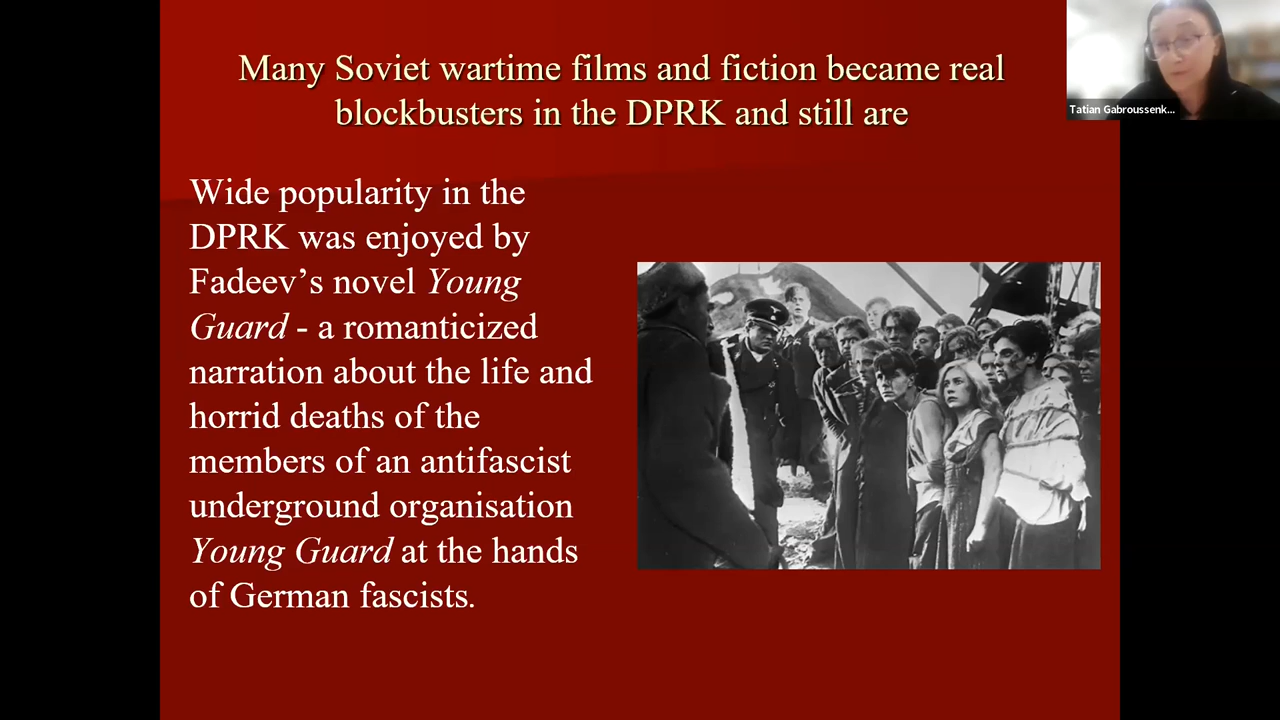 Many Soviet wartime films and fiction became real
blockbusters in the DPRK and still are
Tatian Gabroussenk...
Wide popularity in the
DPRK was enjoyed by
Fadeev’s novel Young
Guard - a romanticized
narration about the life and
horrid deaths of the
members of an antifascist
underground organisation
Young Guard at the hands
of German fascists.